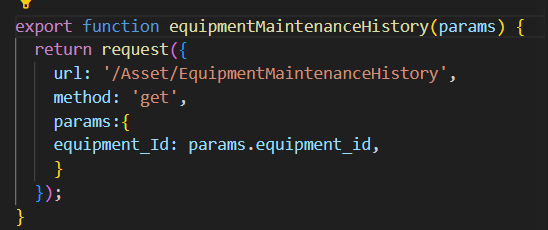 export function equipmentMaintenanceHistory(params) {
  return request({
    url: '/Asset/EquipmentMaintenanceHistory',
    method: 'get',
    params:{
    equipment_Id: params.equipment_id,
    }
  });
}